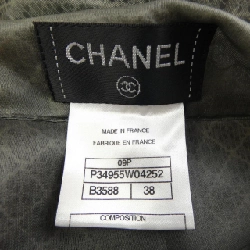 CHANEL
MADE IN FRANCE
FABRIQUE EN FRANCE
09P
P34955W04252
B3588 38
COMPOSITION